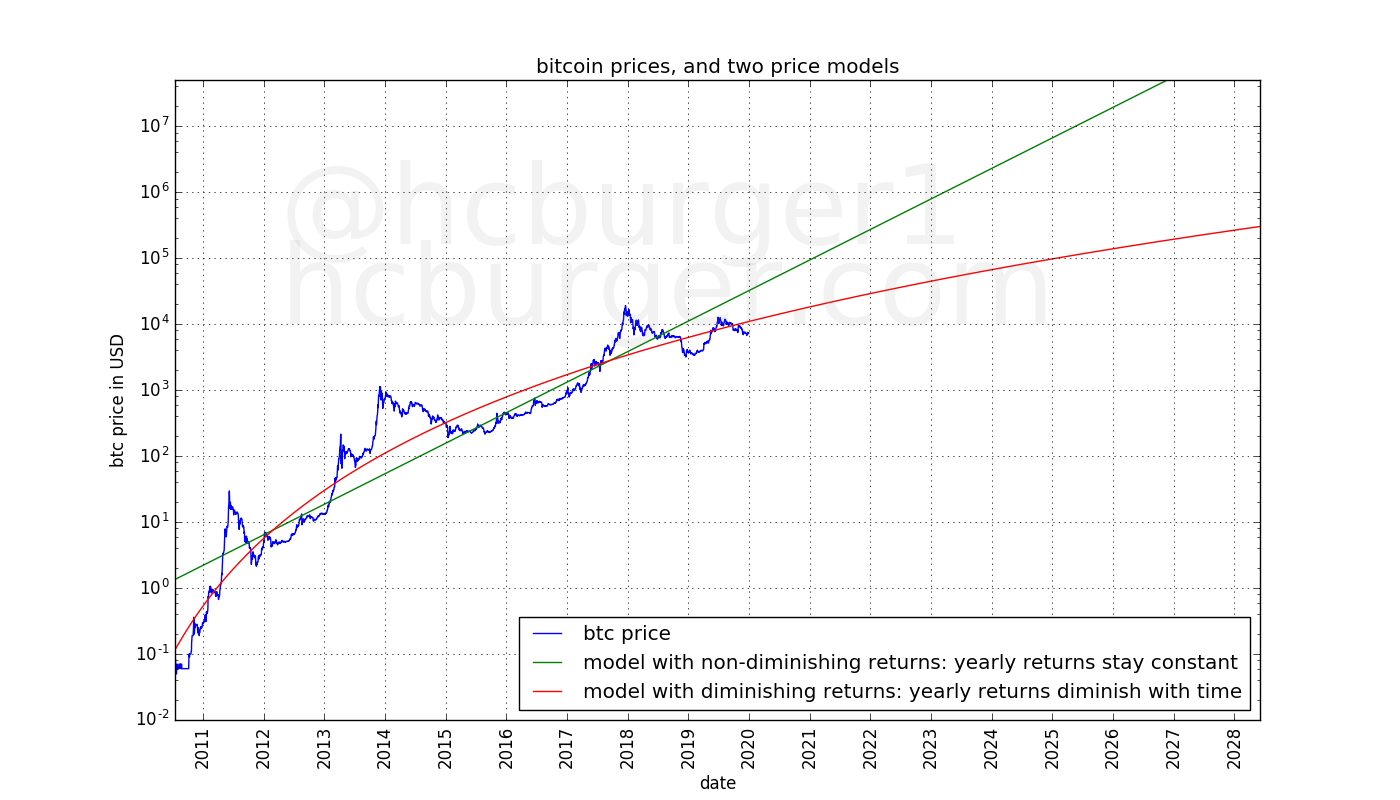 bitcoin prices, and two price models
@hcburger1
hcburger.com
btc price in USD
10^7
10^6
10^5
10^4
10^3
10^2
10^1
10^0
10^-1
10^-2
btc price
model with non-diminishing returns: yearly returns stay constant
model with diminishing returns: yearly returns diminish with time
2011 2012 2013 2014 2015 2016 2017 2018 2019 2020 2021 2022 2023 2024 2025 2026 2027 2028
date